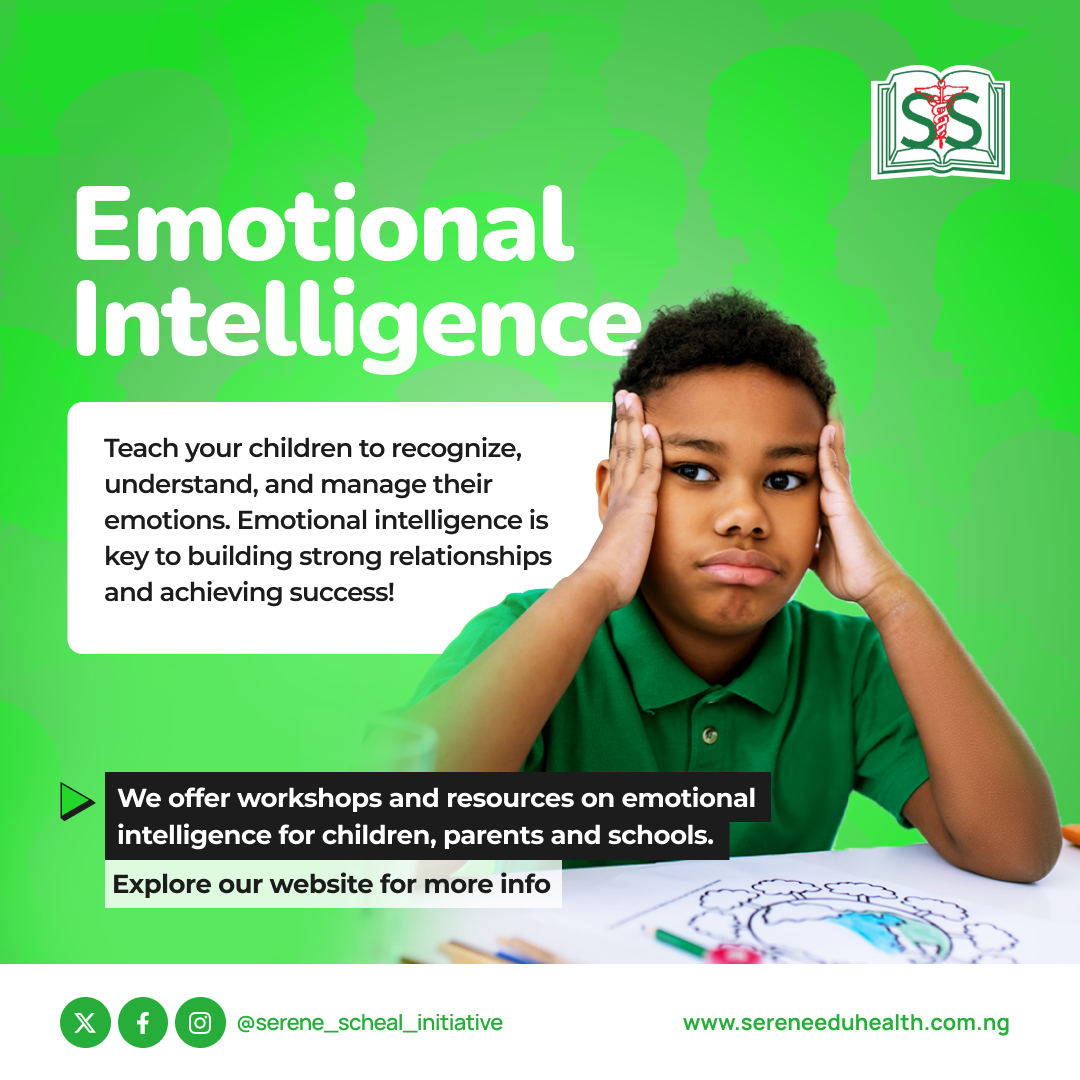 SS
Emotional
Intelligence
Teach your children to recognize,
understand, and manage their
emotions. Emotional intelligence is
key to building strong relationships
and achieving success!
We offer workshops and resources on emotional
intelligence for children, parents and schools.
Explore our website for more info
@serene_scheal_initiative
www.sereneeduhealth.com.ng